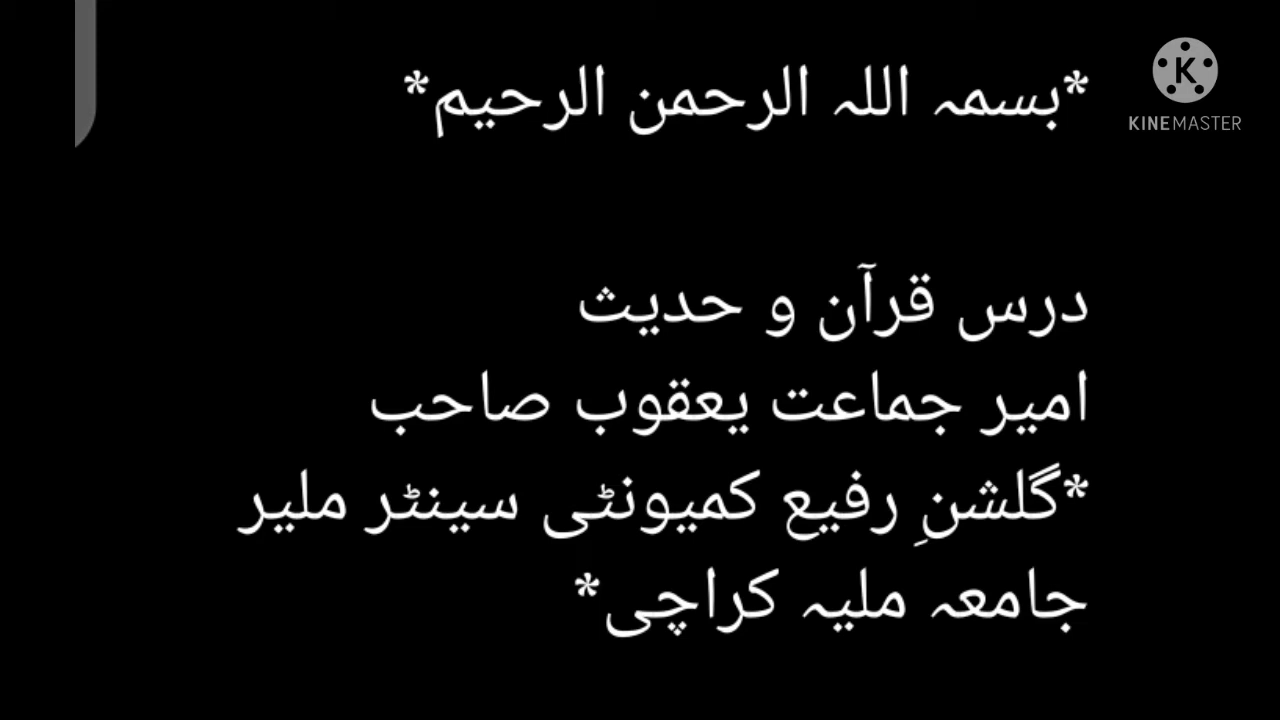 *بسمہ اللہ الرحمن الرحیم*
KINEMASTER
درس قرآن و حدیث
امیر جماعت یعقوب صاحب
*گلشنِ رفیع کمیونٹی سینٹر ملیر
جامعہ ملیہ کراچی*